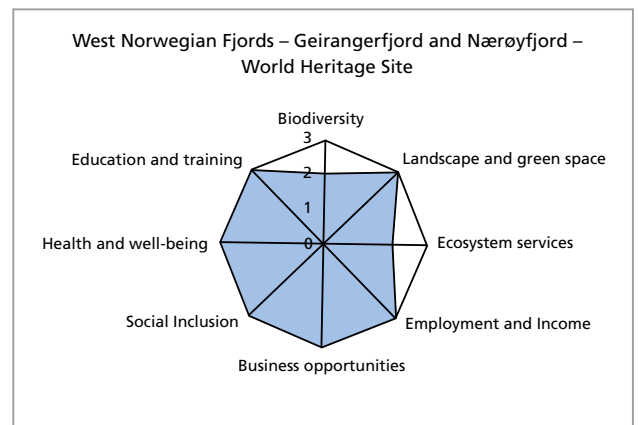 West Norwegian Fjords – Geirangerfjord and Nærøyfjord –
World Heritage Site
Biodiversity
3
Education and training
Landscape and green space
2
1
Health and well-being
0
Ecosystem services
Social Inclusion
Employment and Income
Business opportunities